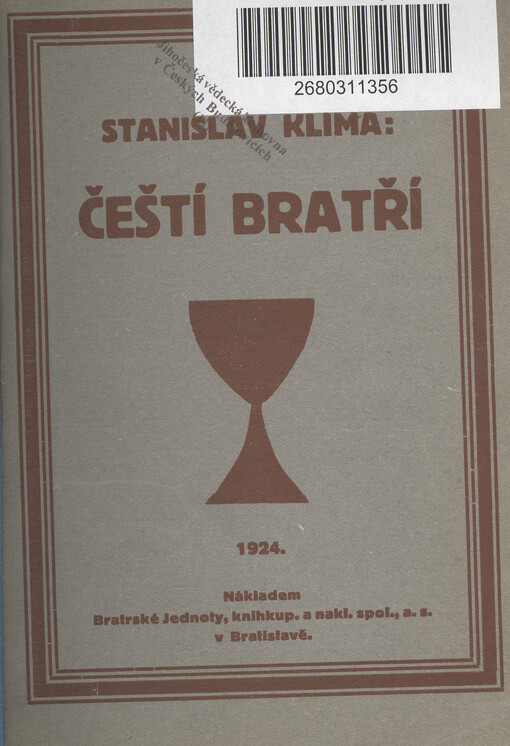 2680311356
Jihočeská vědecká knihovna
v Českých Budějovicích
STANISLAV KLIMA:
ČEŠTÍ BRATŘÍ
1924.
Nákladem
Bratrské Jednoty, knihkup. a nakl. spol., a. s.
v Bratislavě.